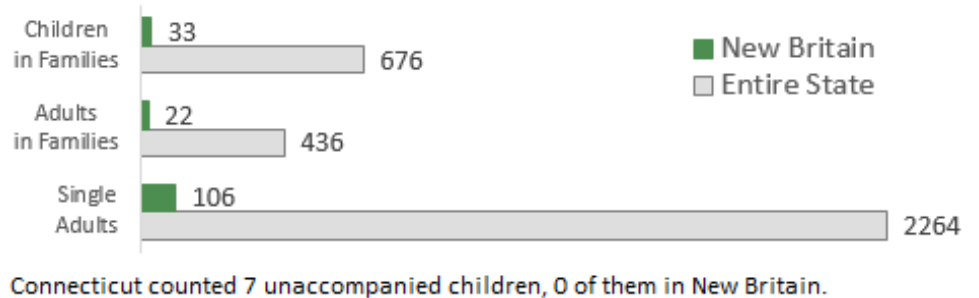 Children
in Families
33
676
New Britain
Entire State
Adults
in Families
22
436
Single
Adults
106
2264
Connecticut counted 7 unaccompanied children, 0 of them in New Britain.